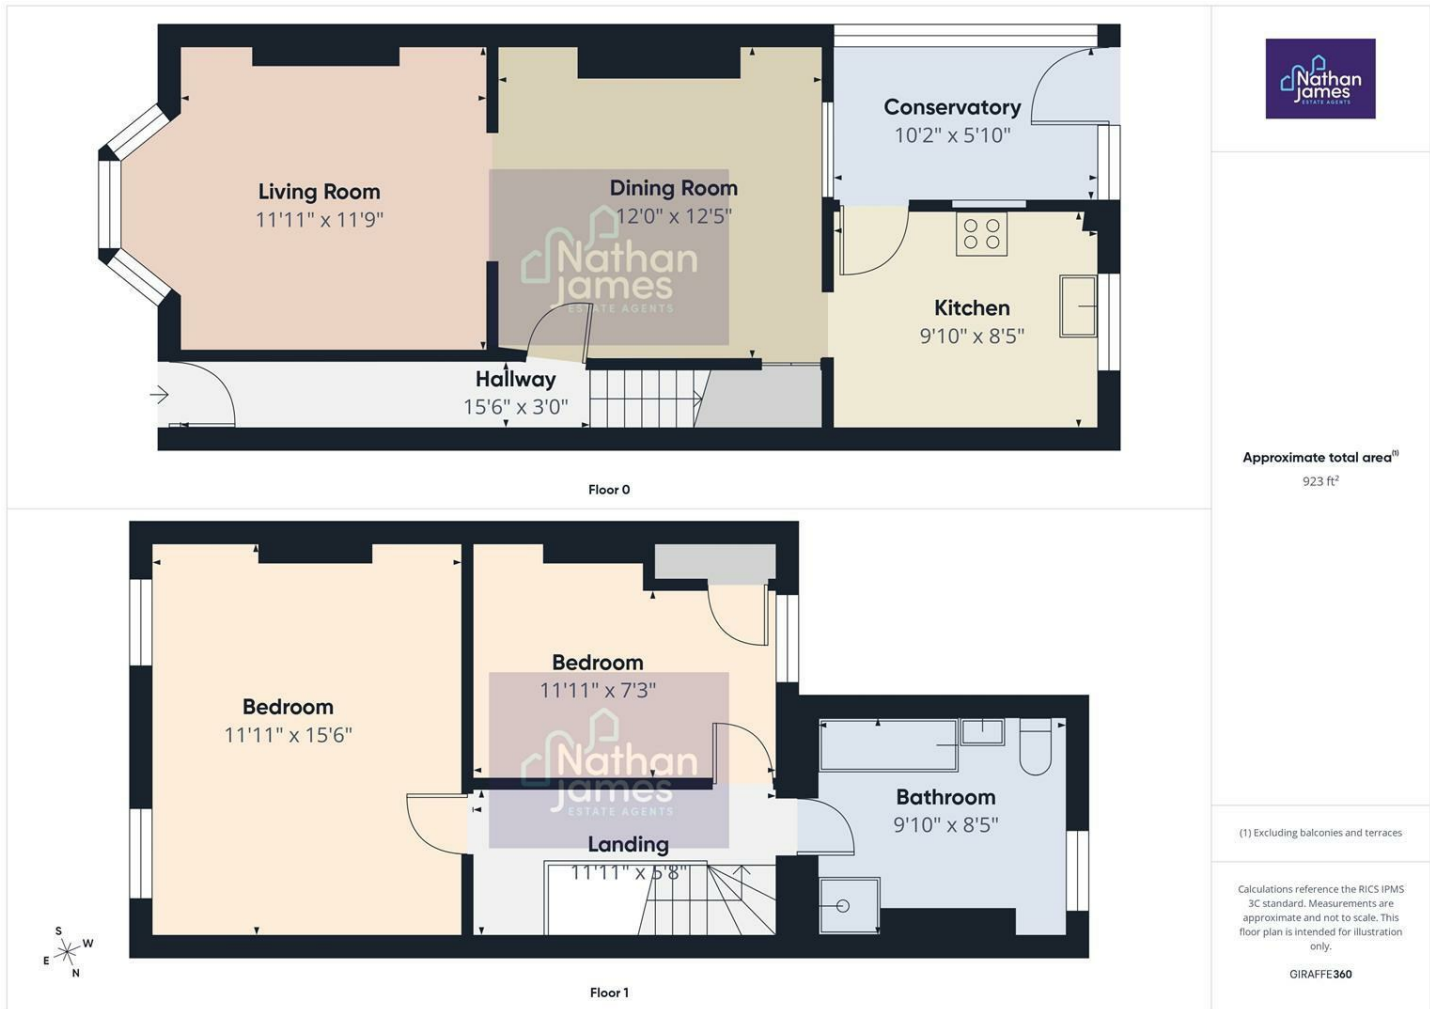 Nathan
James
ESTATE AGENTS
Conservatory
10'2" x 5'10"
Living Room
11'11" x 11'9"
Dining Room
12'0" x 12'5"
Nathan
James
ESTATE AGENTS
Kitchen
9'10" x 8'5"
Hallway
15'6" x 3'0"
Floor 0
Approximate total area(1)
923 ft²
Bedroom
11'11" x 15'6"
Bedroom
11'11" x 7'3"
Nathan
James
ESTATE AGENTS
Landing
11'11" x 5'8"
Bathroom
9'10" x 8'5"
S
W
E
N
Floor 1
(1) Excluding balconies and terraces
Calculations reference the RICS IPMS
3C standard. Measurements are
approximate and not to scale. This
floor plan is intended for illustration
only.
GIRAFFE360